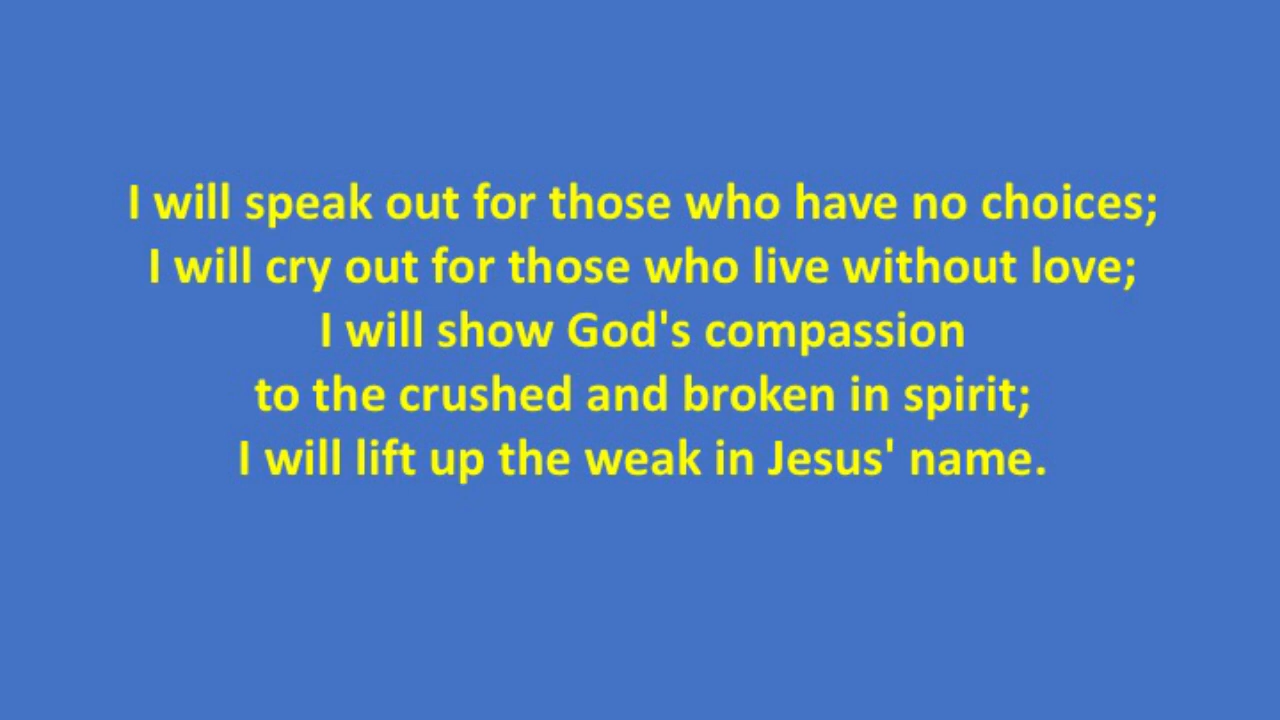 I will speak out for those who have no choices;
I will cry out for those who live without love;
I will show God's compassion
to the crushed and broken in spirit;
I will lift up the weak in Jesus' name.